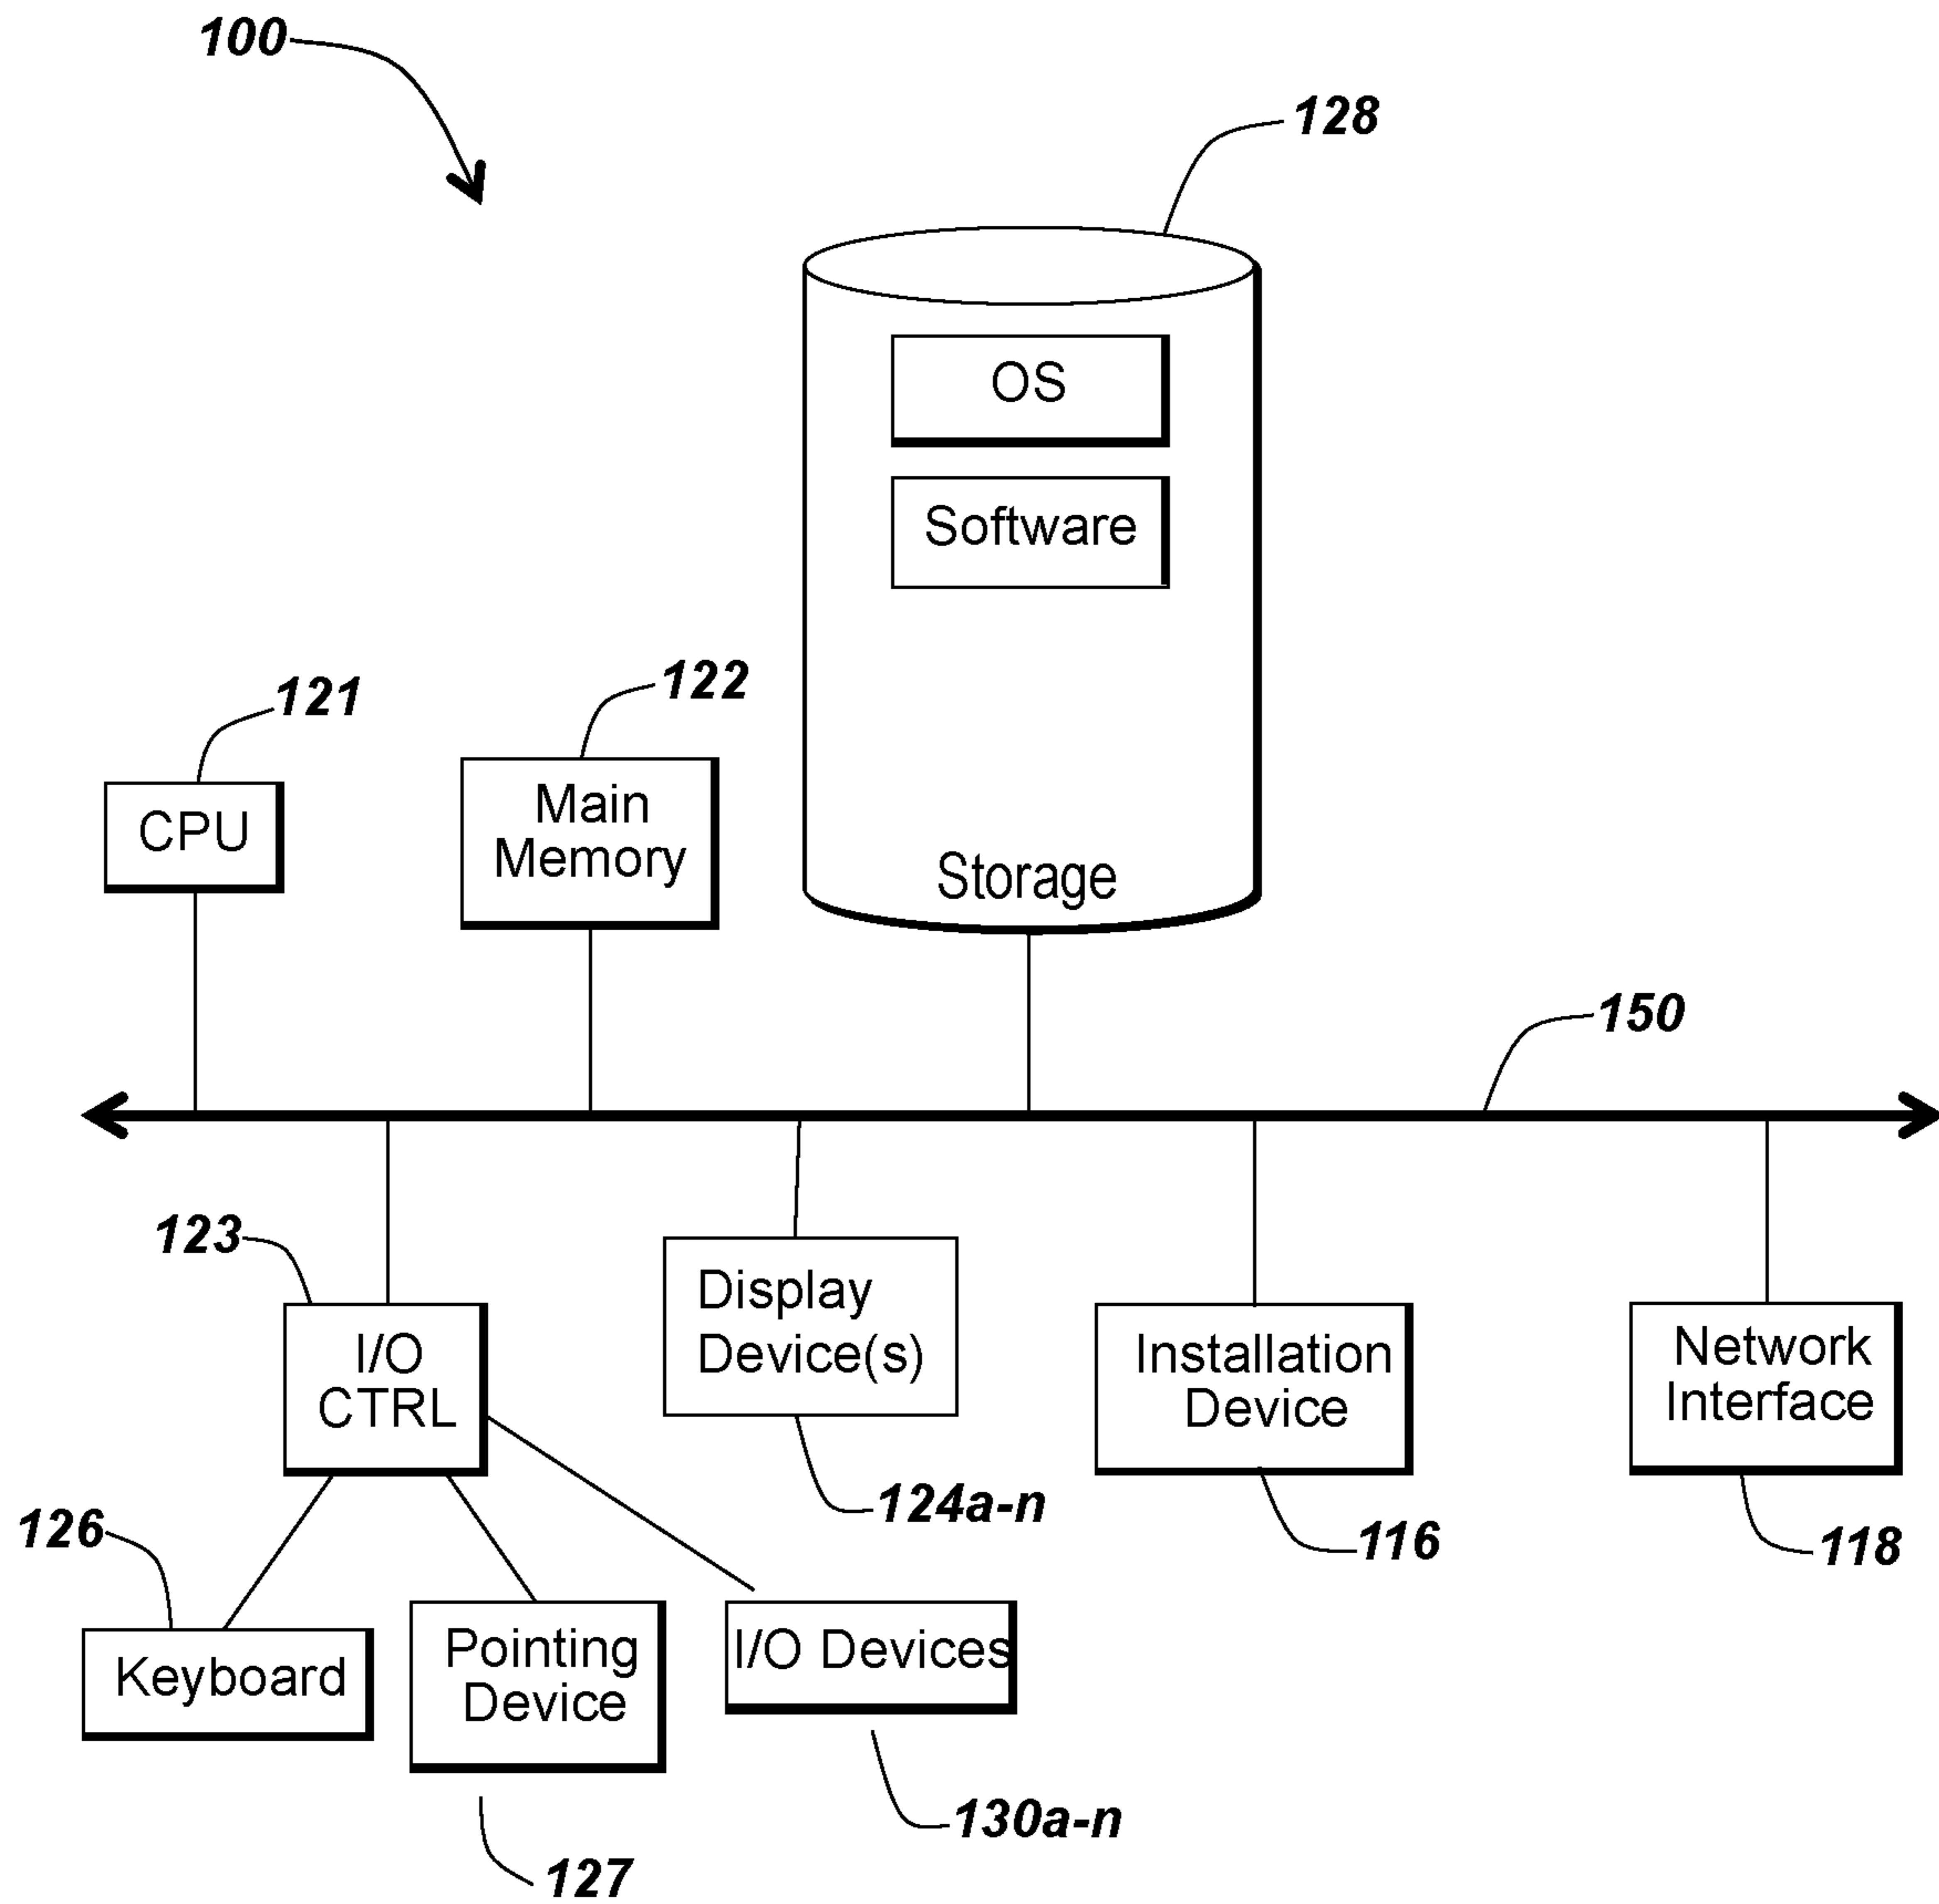 100
128
OS
Software
121
122
CPU
Main
Memory
Storage
150
123
I/O
CTRL
Display
Device(s)
Installation
Device
Network
Interface
124a-n
116
118
126
Keyboard
Pointing
Device
I/O Devices
130a-n
127